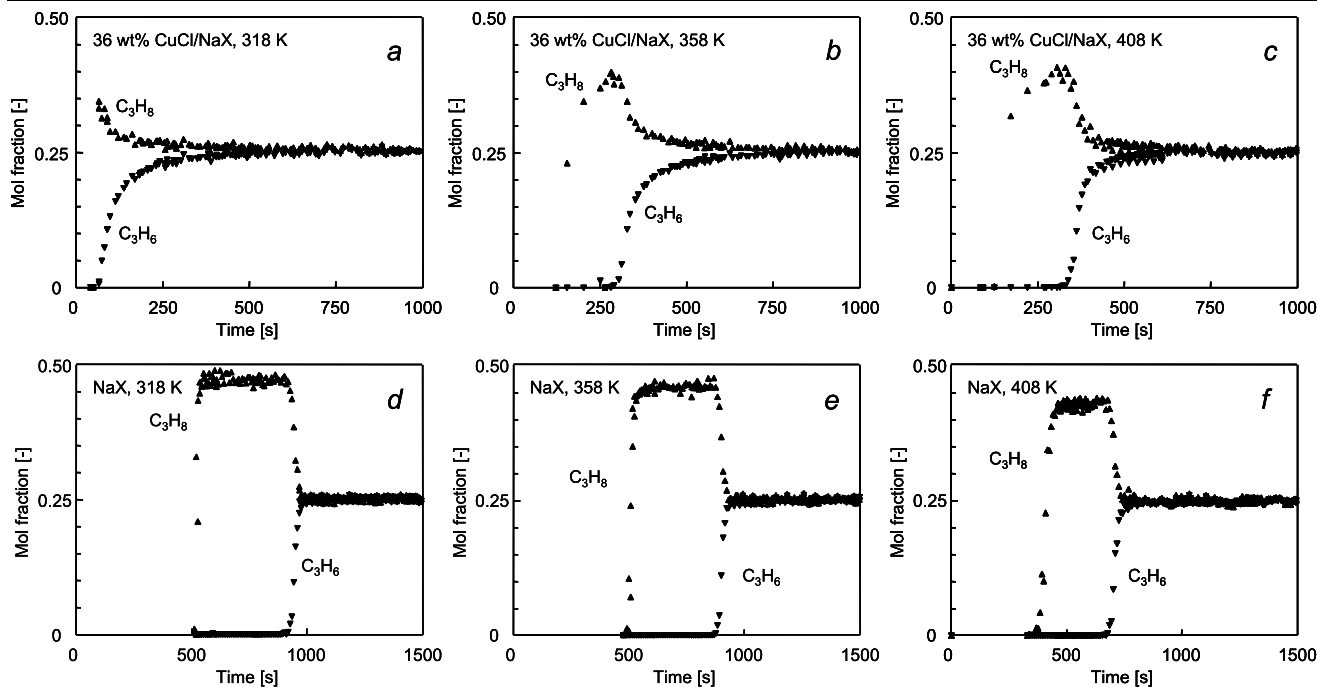 0.50
36 wt% CuCl/NaX, 318 K
a
C3H8
Mol fraction [-]
0.25
C3H6
0
0 250 500 750 1000
Time [s]
0.50
36 wt% CuCl/NaX, 358 K
b
C3H8
Mol fraction [-]
0.25
C3H6
0
0 250 500 750 1000
Time [s]
0.50
36 wt% CuCl/NaX, 408 K
c
C3H8
Mol fraction [-]
0.25
C3H6
0
0 250 500 750 1000
Time [s]
0.50
NaX, 318 K
d
C3H8
Mol fraction [-]
0.25
C3H6
0
0 500 1000 1500
Time [s]
0.50
NaX, 358 K
e
C3H8
Mol fraction [-]
0.25
C3H6
0
0 500 1000 1500
Time [s]
0.50
NaX, 408 K
f
C3H8
Mol fraction [-]
0.25
C3H6
0
0 500 1000 1500
Time [s]